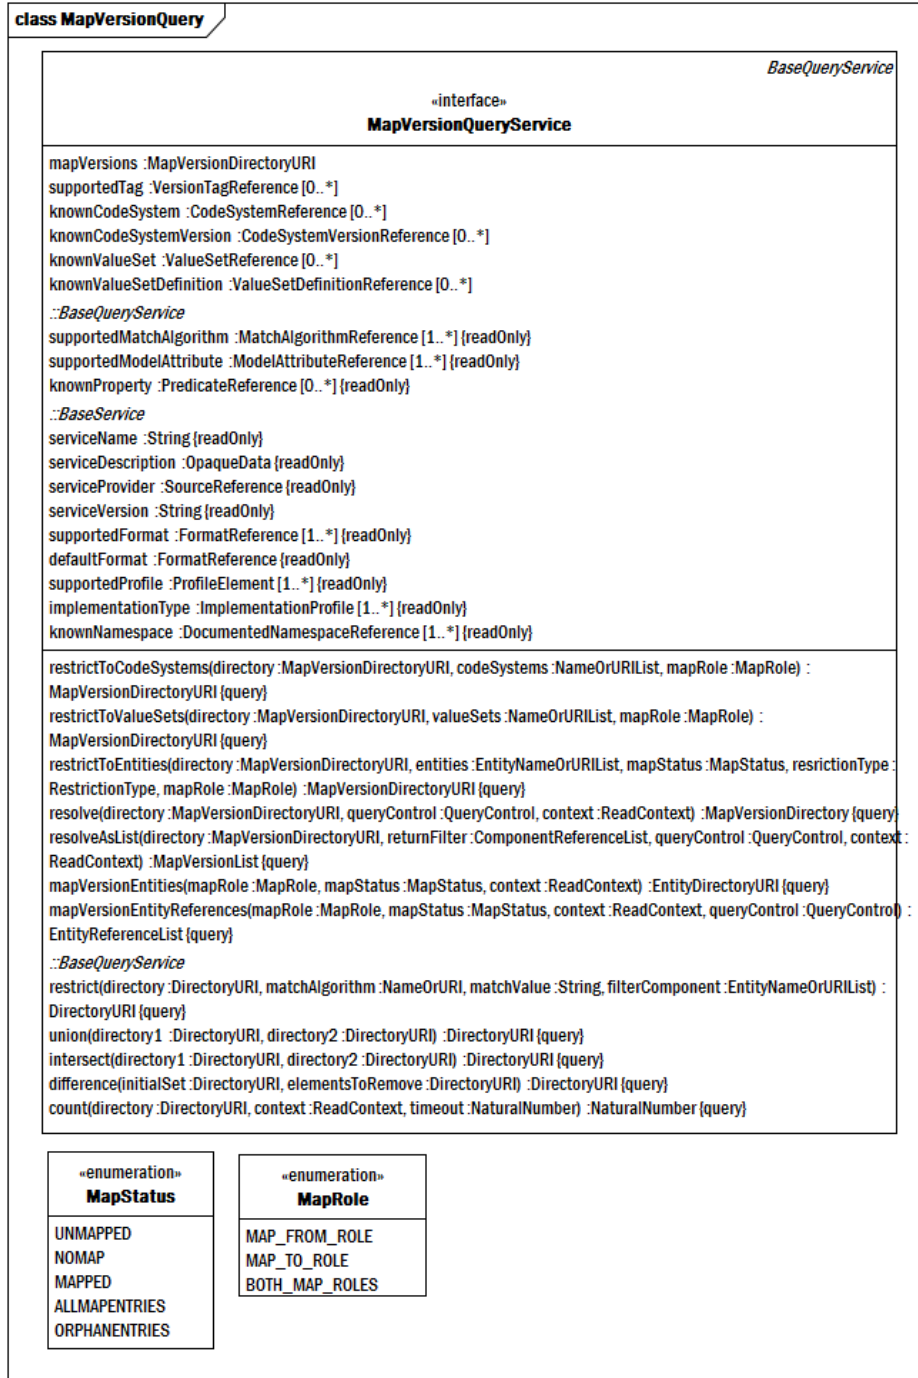 class MapVersionQuery
BaseQueryService
«interface»
MapVersionQueryService
mapVersions :MapVersionDirectoryURI
supportedTag :VersionTagReference [0..*]
knownCodeSystem :CodeSystemReference [0..*]
knownCodeSystemVersion :CodeSystemVersionReference [0..*]
knownValueSet :ValueSetReference [0..*]
knownValueSetDefinition :ValueSetDefinitionReference [0..*]
::BaseQueryService
supportedMatchAlgorithm :MatchAlgorithmReference [1..*] {readOnly}
supportedModelAttribute :ModelAttributeReference [1..*] {readOnly}
knownProperty :PredicateReference [0..*] {readOnly}
::BaseService
serviceName :String {readOnly}
serviceDescription :OpaqueData {readOnly}
serviceProvider :SourceReference {readOnly}
serviceVersion :String {readOnly}
supportedFormat :FormatReference [1..*] {readOnly}
defaultFormat :FormatReference {readOnly}
supportedProfile :ProfileElement [1..*] {readOnly}
implementationType :ImplementationProfile [1..*] {readOnly}
knownNamespace :DocumentedNamespaceReference [1..*] {readOnly}
restrictToCodeSystems(directory :MapVersionDirectoryURI, codeSystems :NameOrURIList, mapRole :MapRole) :
MapVersionDirectoryURI {query}
restrictToValueSets(directory :MapVersionDirectoryURI, valueSets :NameOrURIList, mapRole :MapRole) :
MapVersionDirectoryURI {query}
restrictToEntities(directory :MapVersionDirectoryURI, entities :EntityNameOrURIList, mapStatus :MapStatus, resrictionType :
RestrictionType, mapRole :MapRole) :MapVersionDirectoryURI {query}
resolve(directory :MapVersionDirectoryURI, queryControl :QueryControl, context :ReadContext) :MapVersionDirectory {query}
resolveAsList(directory :MapVersionDirectoryURI, returnFilter :ComponentReferenceList, queryControl :QueryControl, context :
ReadContext) :MapVersionList {query}
mapVersionEntities(mapRole :MapRole, mapStatus :MapStatus, context :ReadContext) :EntityDirectoryURI {query}
mapVersionEntityReferences(mapRole :MapRole, mapStatus :MapStatus, context :ReadContext, queryControl :QueryControl) :
EntityReferenceList {query}
::BaseQueryService
restrict(directory :DirectoryURI, matchAlgorithm :NameOrURI, matchValue :String, filterComponent :EntityNameOrURIList) :
DirectoryURI {query}
union(directory1 :DirectoryURI, directory2 :DirectoryURI) :DirectoryURI {query}
intersect(directory1 :DirectoryURI, directory2 :DirectoryURI) :DirectoryURI {query}
difference(initialSet :DirectoryURI, elementsToRemove :DirectoryURI) :DirectoryURI {query}
count(directory :DirectoryURI, context :ReadContext, timeout :NaturalNumber) :NaturalNumber {query}
«enumeration»
MapStatus
UNMAPPED
NOMAP
MAPPED
ALLMAPENTRIES
ORPHANENTRIES
«enumeration»
MapRole
MAP_FROM_ROLE
MAP_TO_ROLE
BOTH_MAP_ROLES